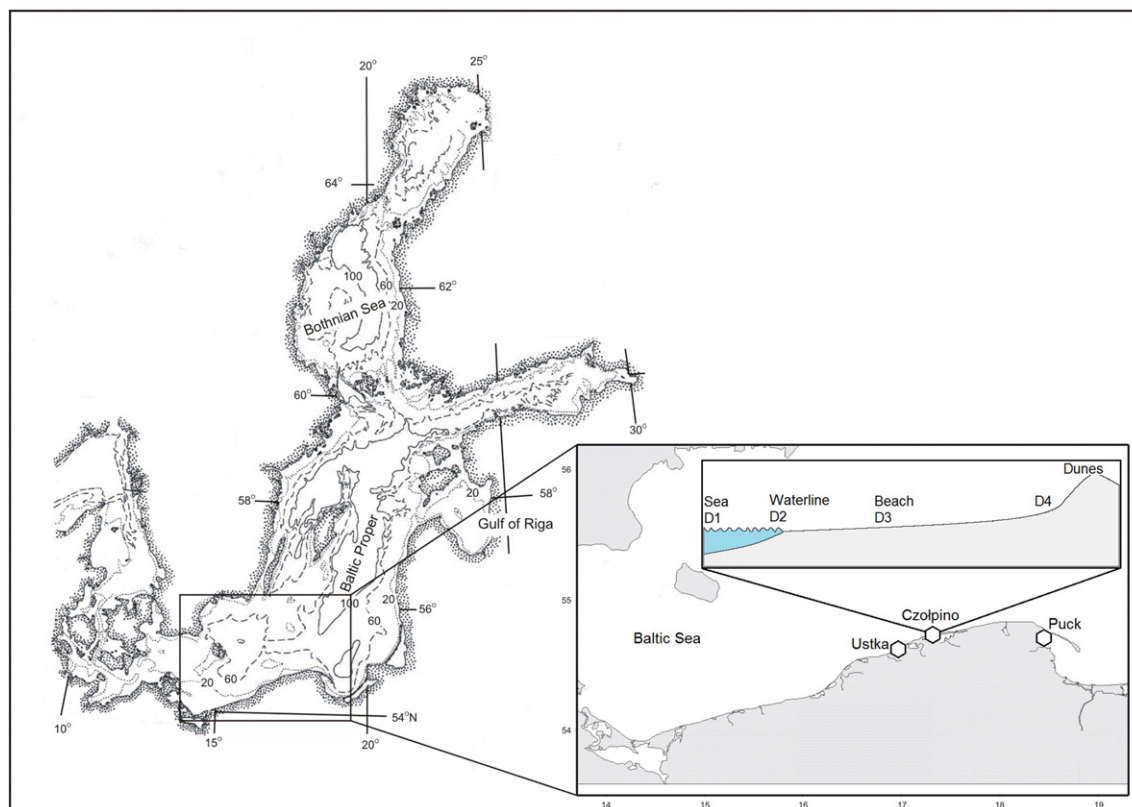 20°
25°
64°
100
60
62°
20
Bothnian Sea
60°
30°
58°
20
58°
Gulf of Riga
Baltic Proper
100
20
56°
60
20
60
54°N
10°
15°
20°
56
Dunes
Sea
Waterline
Beach
D4
D1
D2
D3
55
Czołpino
Puck
Baltic Sea
Ustka
54
14
15
16
17
18
19